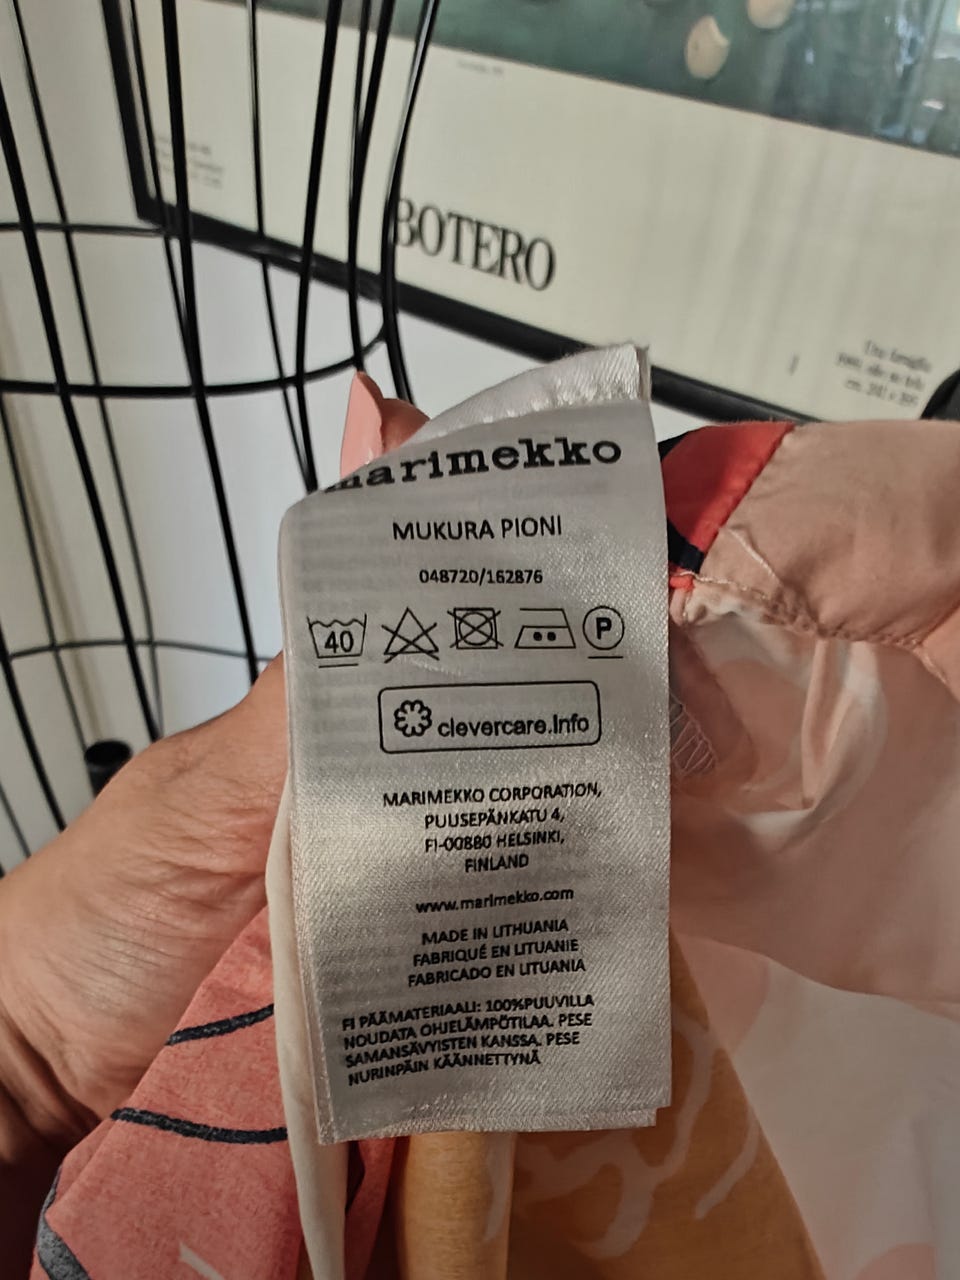 BOTERO
Una famiglia
marimekko
MUKURA PIONI
048720/162876
40
P
clevercare.info
MARIMEKKO CORPORATION,
PUUSEPÄNKATU 4,
FI-00880 HELSINKI,
FINLAND
www.marimekko.com
MADE IN LITHUANIA
FABRIQUÉ EN LITUANIE
FABRICADO EN LITUANIA
FI PÄÄMATERIAALI: 100%PUUVILLA
NOUDATA OHJELÄMPÖTILAA. PESE
SAMANSÄVYISTEN KANSSA. PESE
NURINPÄIN KÄÄNNETTYNÄ